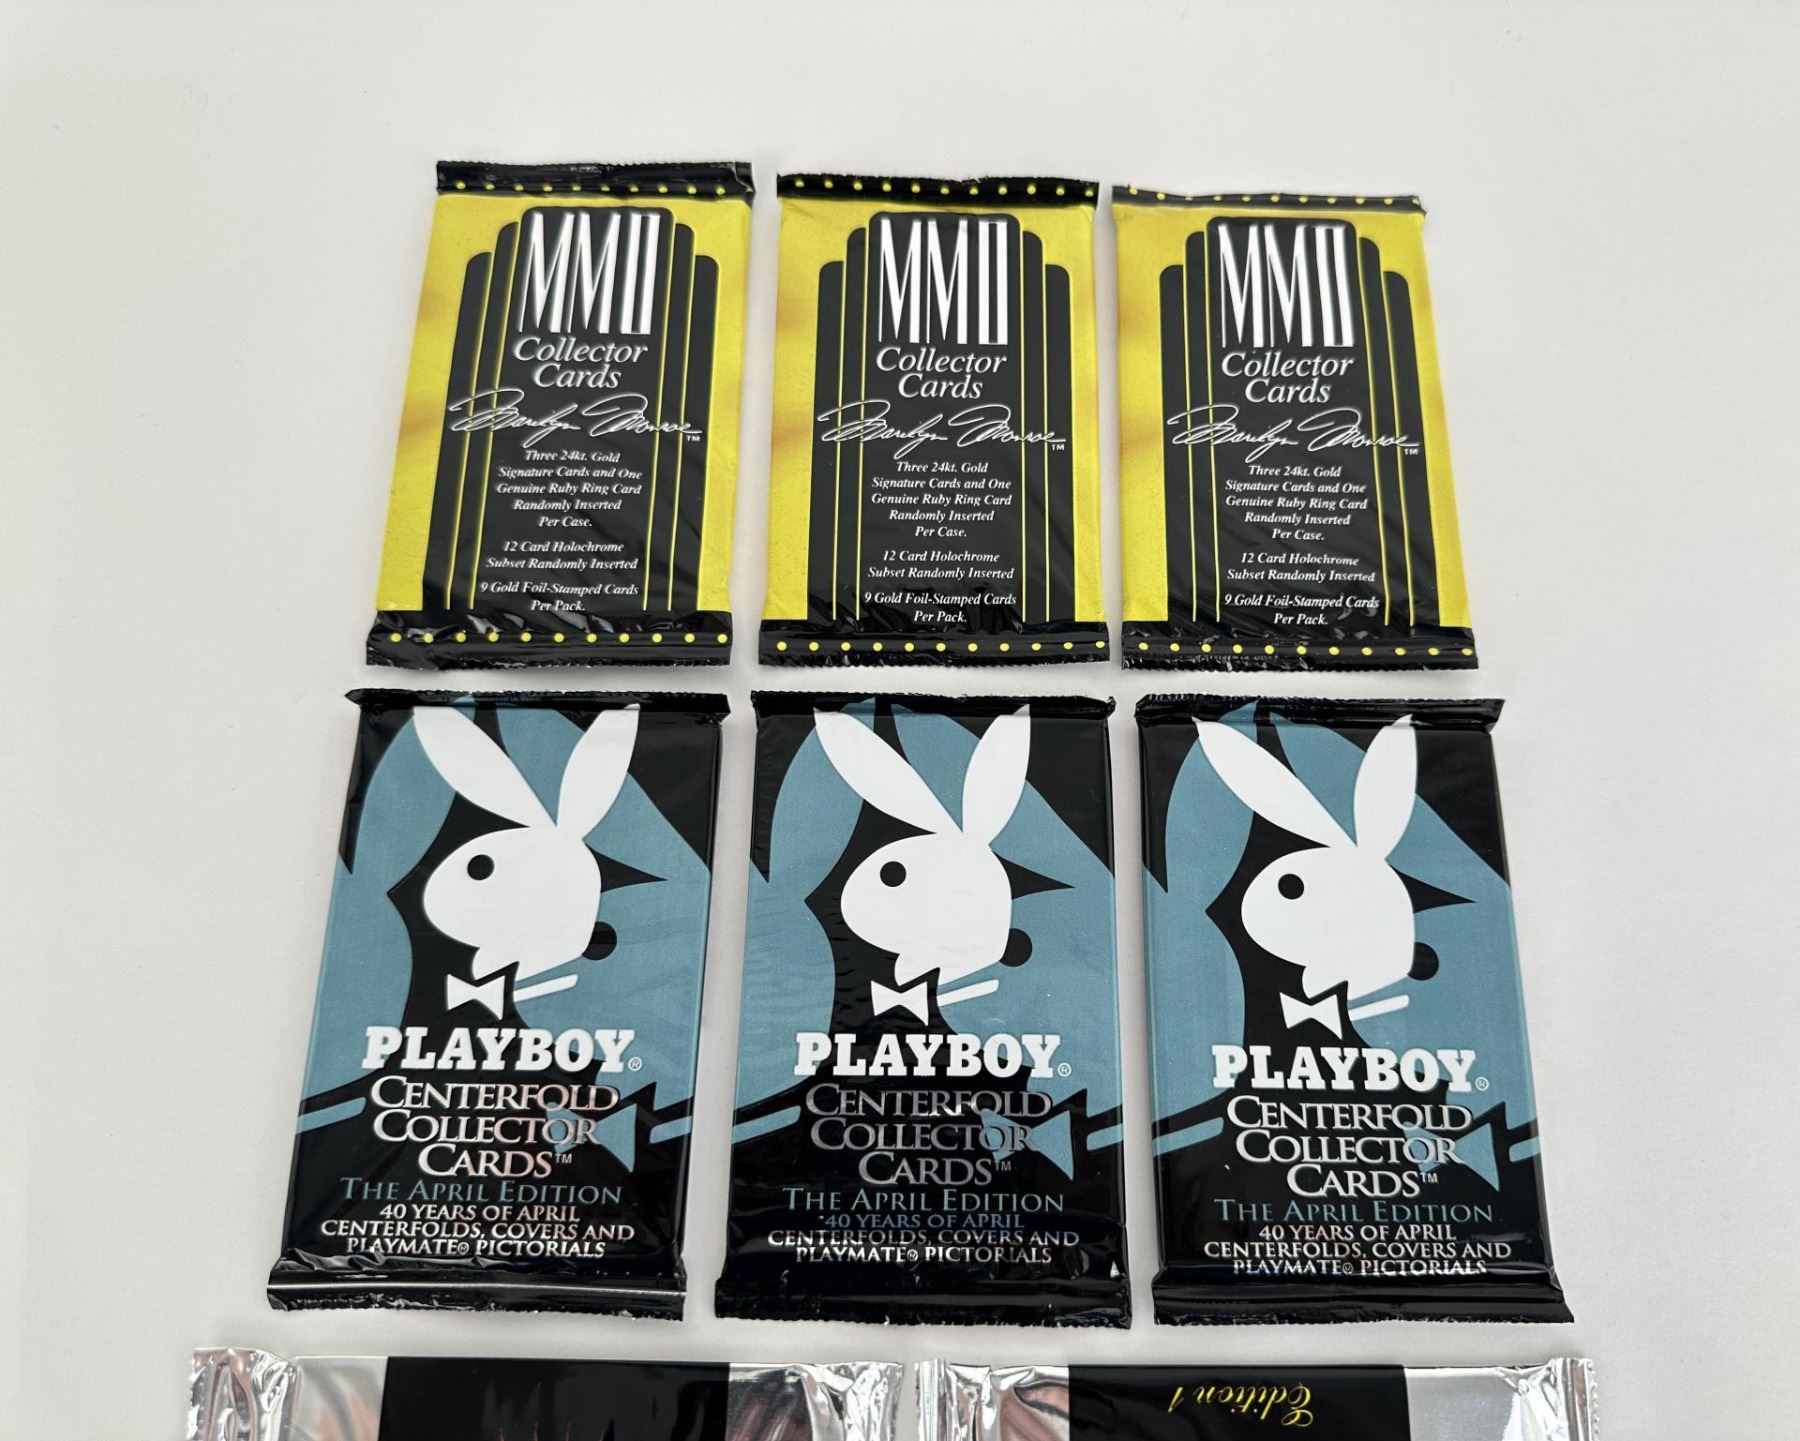 MMII
Collector
Cards
Marilyn Monroe™
Three 24kt. Gold
Signature Cards and One
Genuine Ruby Ring Card
Randomly Inserted
Per Case.
12 Card Holochrome
Subset Randomly Inserted
9 Gold Foil-Stamped Cards
Per Pack.
MMII
Collector
Cards
Marilyn Monroe™
Three 24kt. Gold
Signature Cards and One
Genuine Ruby Ring Card
Randomly Inserted
Per Case.
12 Card Holochrome
Subset Randomly Inserted
9 Gold Foil-Stamped Cards
Per Pack.
MMII
Collector
Cards
Marilyn Monroe™
Three 24kt. Gold
Signature Cards and One
Genuine Ruby Ring Card
Randomly Inserted
Per Case.
12 Card Holochrome
Subset Randomly Inserted
9 Gold Foil-Stamped Cards
Per Pack.
PLAYBOY®
CENTERFOLD
COLLECTOR
CARDS™
THE APRIL EDITION
40 YEARS OF APRIL
CENTERFOLDS, COVERS AND
PLAYMATE® PICTORIALS
PLAYBOY®
CENTERFOLD
COLLECTOR
CARDS™
THE APRIL EDITION
40 YEARS OF APRIL
CENTERFOLDS, COVERS AND
PLAYMATE® PICTORIALS
PLAYBOY®
CENTERFOLD
COLLECTOR
CARDS™
THE APRIL EDITION
40 YEARS OF APRIL
CENTERFOLDS, COVERS AND
PLAYMATE® PICTORIALS
Edition 1